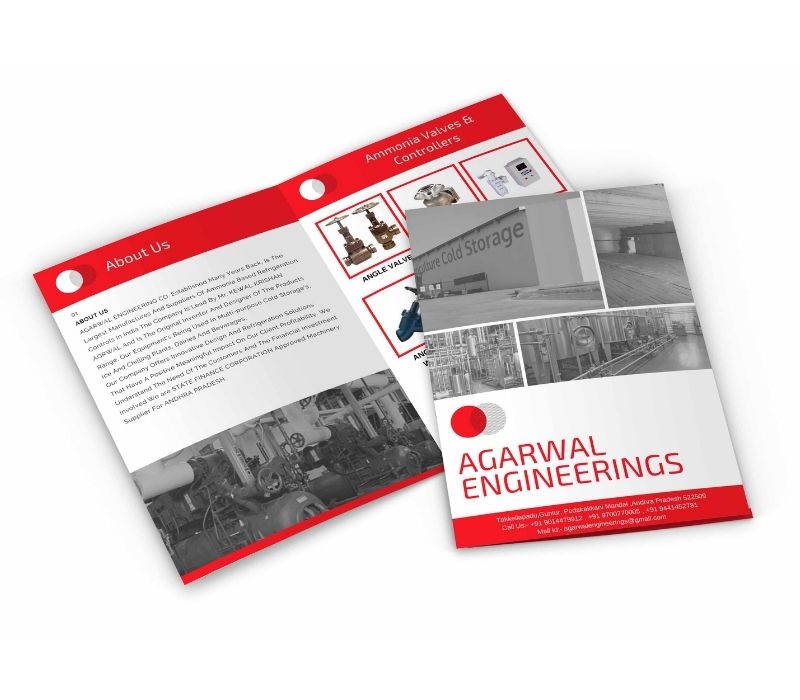 About Us
01
ABOUT US
AGARWAL ENGINEERING CO. Established Many Years Back, Is The
Largest Manufactures And Suppliers Of Ammonia Based Refrigeration
Controls In India The Company Is Lead By Mr. KEWAL KRISHAN
AGRWAL And Is The Original Inventor And Designer Of The Products
Range. Our Equipment's Being Used In Multi-purpose Cold Storage's,
Ice And Chilling Plants, Dairies And Beverages.
Our Company Offers Innovative Design And Refrigeration Solutions
That Have A Positive Meaningful Impact On Our Client Profitability. We
Understand The Need Of The Customers And The Financial Investment
Involved We are STATE FINANCE CORPORATION Approved Machinery
Supplier For ANDHRA PRADESH.
Ammonia Valves &
Controllers
ANGLE VALVE
Cold Storage
AGARWAL
ENGINEERINGS
Takkellapadu,Guntur, Pedakakkaru Mandal ,Andhra Pradesh 522509
Call Us:- +91 9014479812 , +91 9700770005 , +91 9441452781
Mail Id:- agarwadengineerings@gmail.com